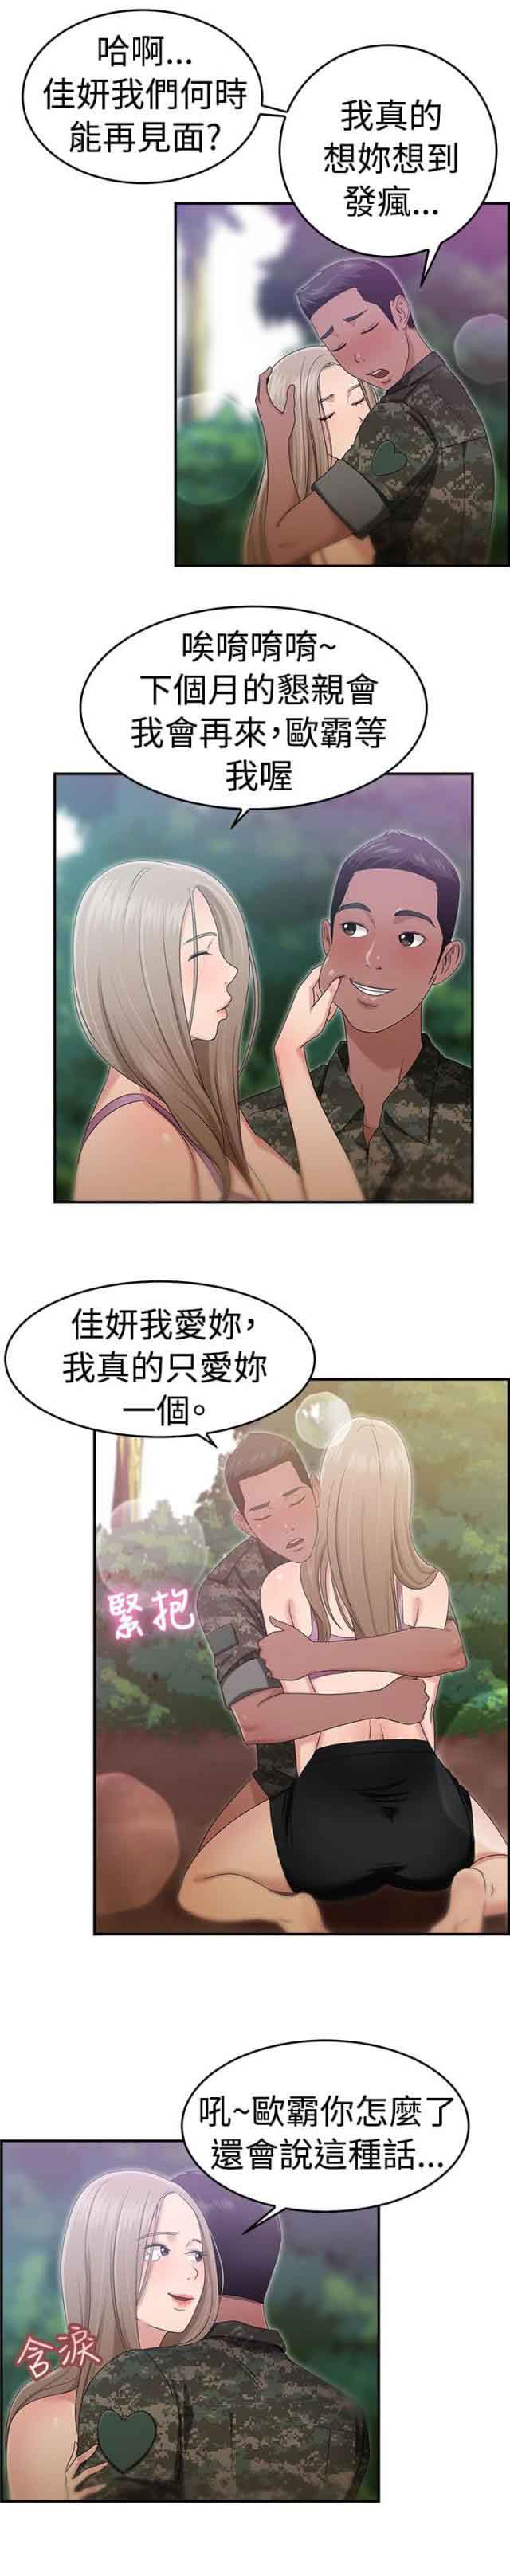 哈啊...
佳妍我們何時
能再見面?
我真的
想妳想到
發瘋...
唉唷唷唷~
下個月的懇親會
我會再來,歐霸等
我喔
佳妍我愛妳,
我真的只愛妳
一個。
緊抱
吼~歐霸你怎麼了
還會說這種話...
含淚